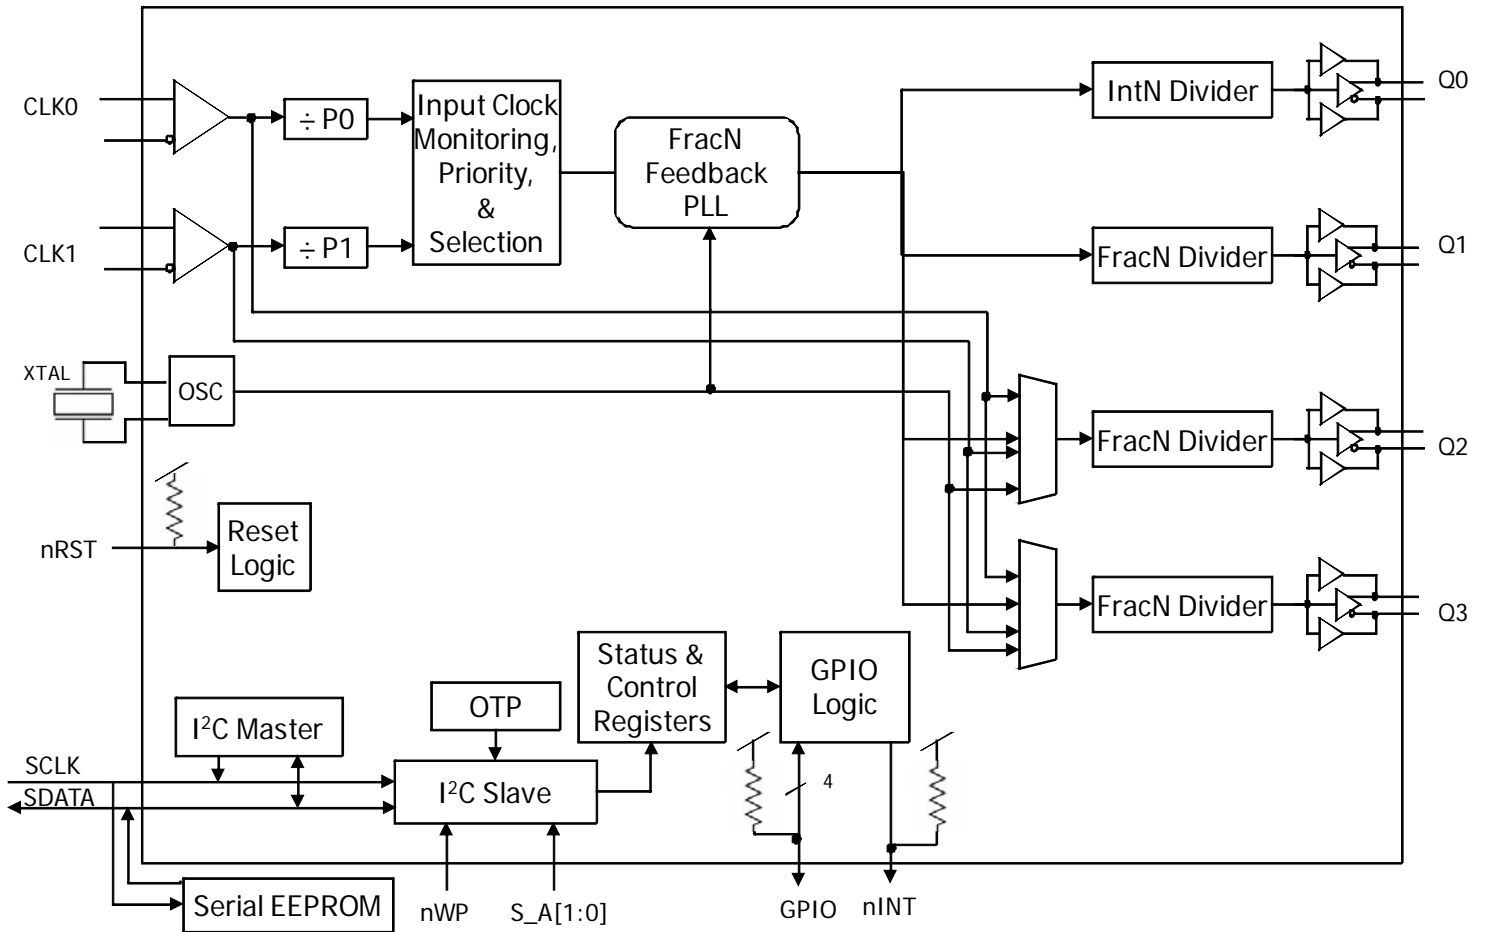 CLK0
÷ P0
Input Clock
Monitoring,
Priority,
&
Selection
FracN
Feedback
PLL
IntN Divider
Q0
CLK1
÷ P1
FracN Divider
Q1
XTAL
OSC
FracN Divider
Q2
nRST
Reset
Logic
FracN Divider
Q3
Status &
Control
Registers
GPIO
Logic
OTP
I²C Master
SCLK
SDATA
I²C Slave
4
Serial EEPROM
nWP
S_A[1:0]
GPIO
nINT